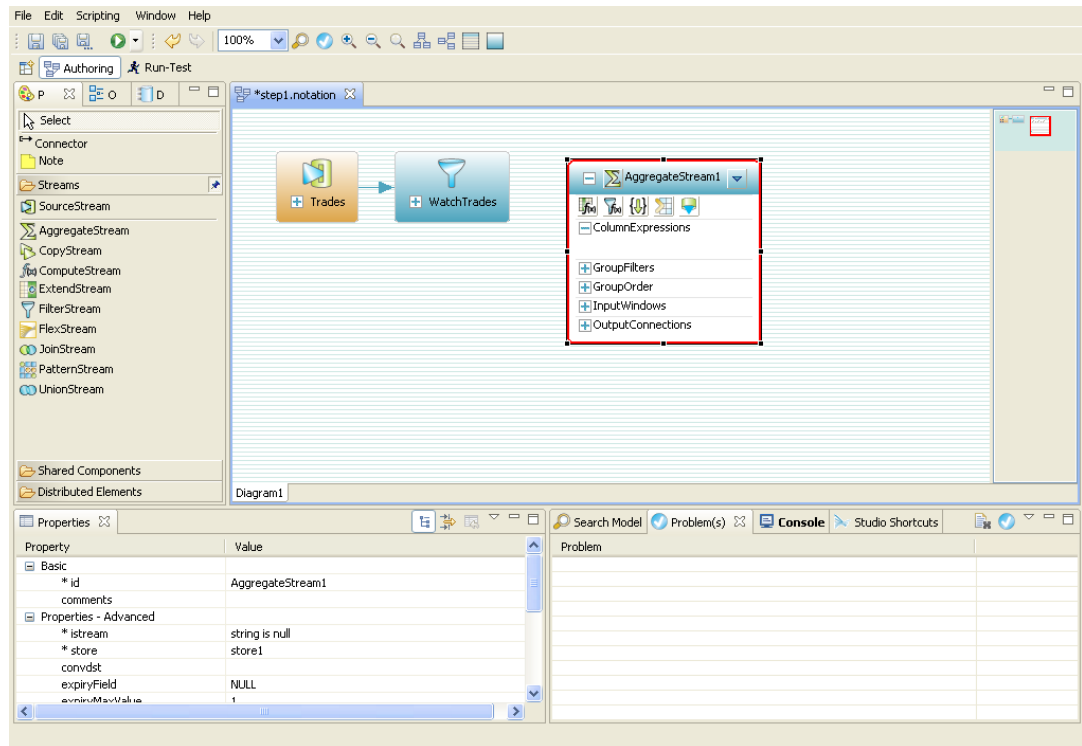 File Edit Scripting Window Help
100%
Authoring Run-Test
P O D
*step1.notation
Select
Connector
Note
Streams
SourceStream
AggregateStream
CopyStream
f(x) ComputeStream
ExtendStream
FilterStream
FlexStream
JoinStream
PatternStream
UnionStream
Shared Components
Distributed Elements
Trades
WatchTrades
AggregateStream1
ColumnExpressions
GroupFilters
GroupOrder
InputWindows
OutputConnections
Diagram1
Properties
Property Value
Basic
* id AggregateStream1
comments
Properties - Advanced
* istream string is null
* store store1
convdst
expiryField NULL
expiryMaxValue 1
Search Model Problem(s) Console Studio Shortcuts
Problem